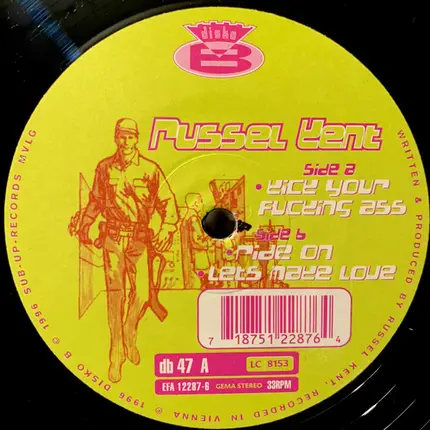 disko
B
Russel Kent
side a
• kick your
fucking ass
side b
• ride on
• lets make love
7 18751 22876 4
db 47 A
LC 8153
EFA 12287-6 GEMA STEREO 33RPM
© 1996 DISKO B © 1996 SUB-UP-RECORDS MVLG
WRITTEN & PRODUCED BY RUSSEL KENT. RECORDED IN VIENNA